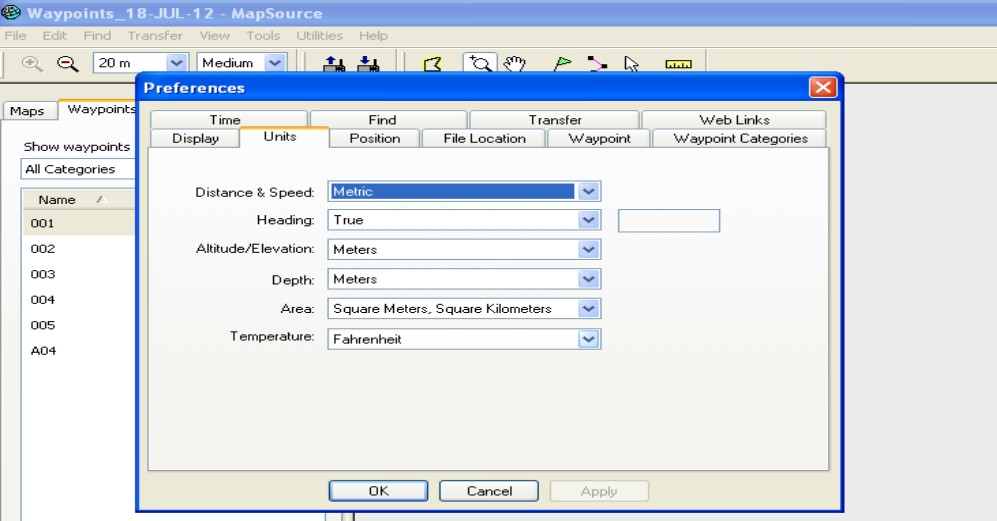 Waypoints_18-JUL-12 - MapSource
File Edit Find Transfer View Tools Utilities Help
20 m Medium
Preferences
Maps Waypoints
Time Find Transfer Web Links
Display Units Position File Location Waypoint Waypoint Categories
Show waypoints
All Categories
Name
001
002
003
004
005
A04
Distance & Speed: Metric
Heading: True
Altitude/Elevation: Meters
Depth: Meters
Area: Square Meters, Square Kilometers
Temperature: Fahrenheit
OK Cancel Apply